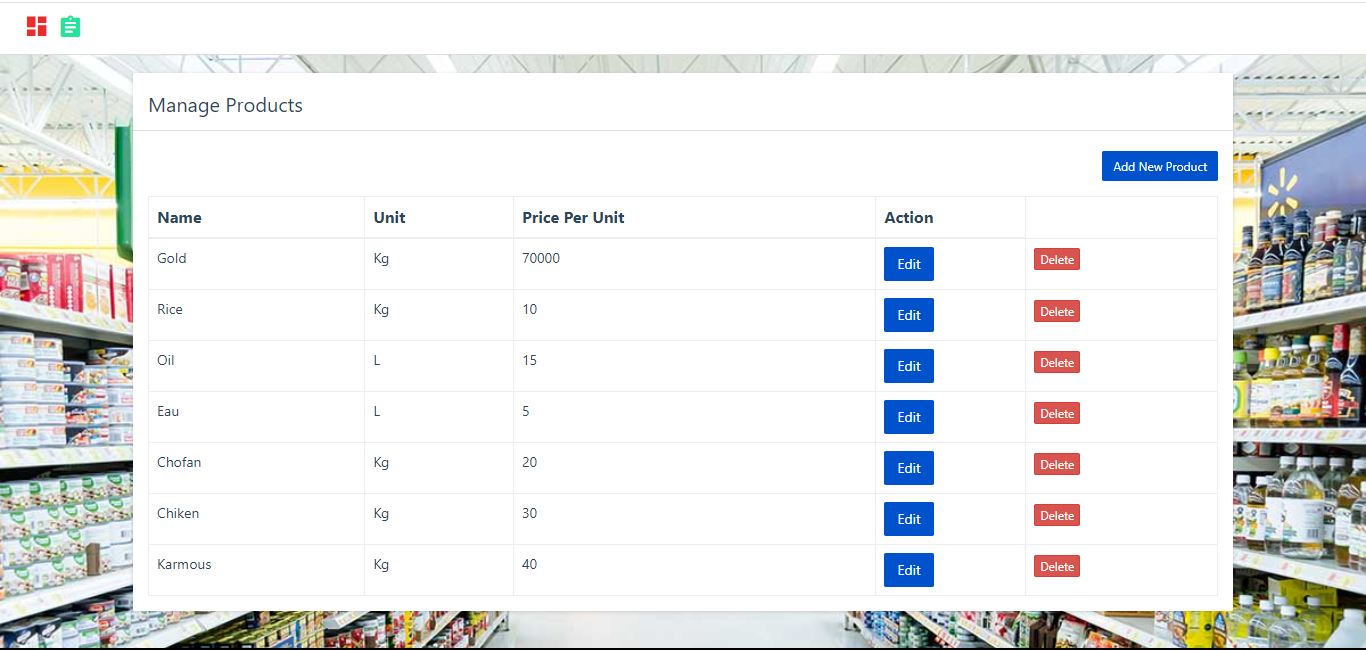 Manage Products
Add New Product
Name Unit Price Per Unit Action
Gold Kg 70000 Edit Delete
Rice Kg 10 Edit Delete
Oil L 15 Edit Delete
Eau L 5 Edit Delete
Chofan Kg 20 Edit Delete
Chiken Kg 30 Edit Delete
Karmous Kg 40 Edit Delete